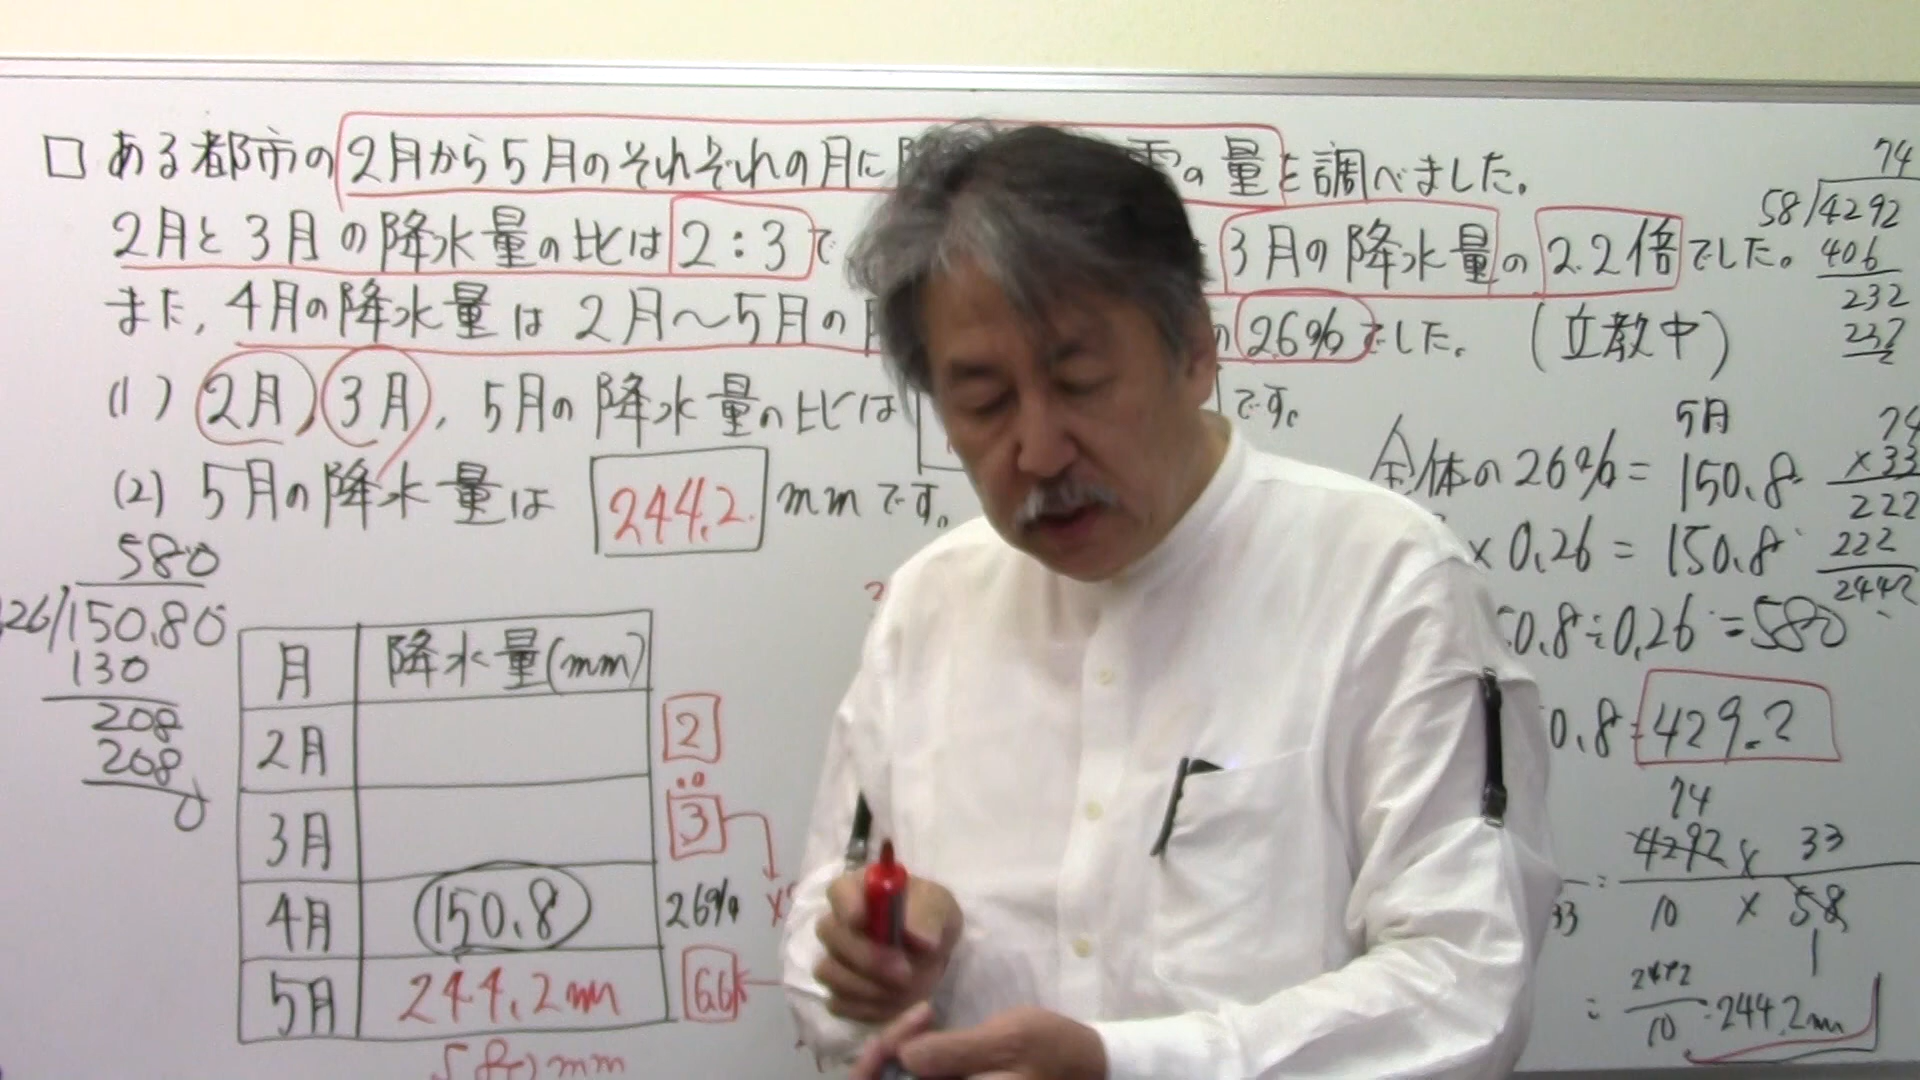 □ ある都市の2月から5月のそれぞれの月に
の量を調べました。
2月と3月の降水量の比は2:3で
3月の降水量の2.2倍でした。
また,4月の降水量は2月〜5月の
26%でした。(立教中)
(1) 2月,3月,5月の降水量の比は
です。
(2) 5月の降水量は 244.2 mmです。
580
26 150.80
130
208
208
0
月 降水量(mm)
2月 2
3月 3
4月 150.8 26%
5月 244.2m 6.6
mm
74
58 4292
406
232
232
5月
全体の26%= 150.8
× 0.26 = 150.8
0.8÷0.26=580
0.8=429.2
74
×33
222
222
2442
74
4292 × 33
10 × 58
1
33
=
10
=244.2m